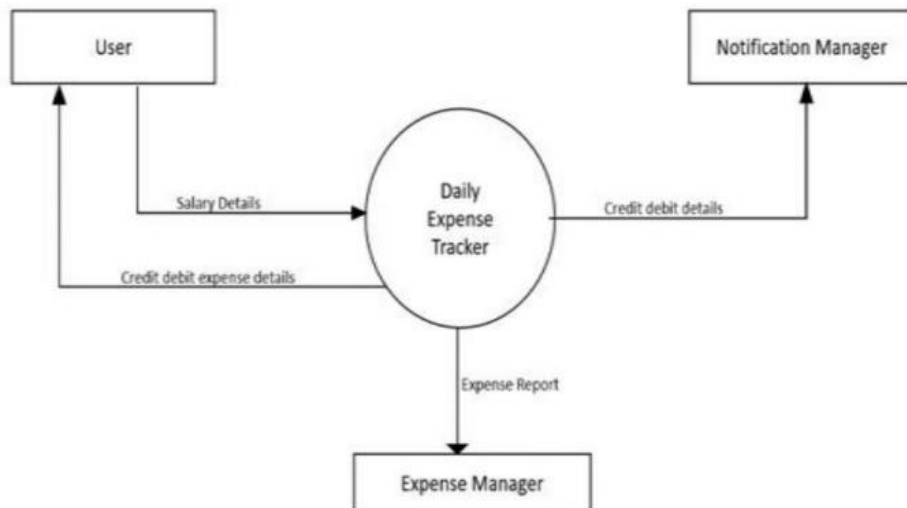 User
Notification Manager
Daily
Expense
Tracker
Salary Details
Credit debit details
Credit debit expense details
Expense Report
Expense Manager